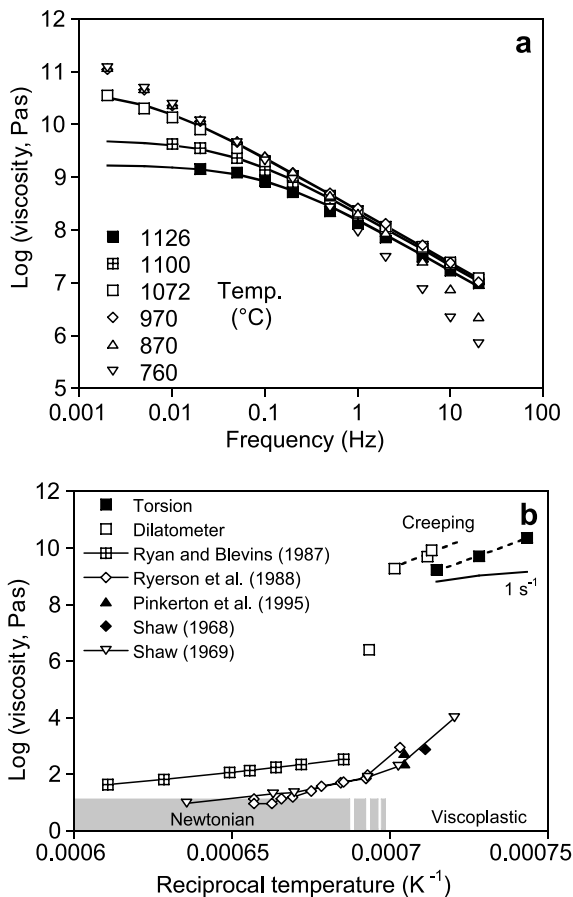 a
Log (viscosity, Pas)
12
11
10
9
8
7
6
5
1126
1100
1072
970
870
760
Temp.
(°C)
0.001
0.01
0.1
1
10
100
Frequency (Hz)
b
Log (viscosity, Pas)
12
10
8
6
4
2
0
Torsion
Dilatometer
Ryan and Blevins (1987)
Ryerson et al. (1988)
Pinkerton et al. (1995)
Shaw (1968)
Shaw (1969)
Creeping
1 s⁻¹
Newtonian
Viscoplastic
0.0006
0.00065
0.0007
0.00075
Reciprocal temperature (K⁻¹)